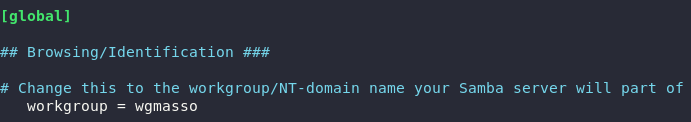 [global]
## Browsing/Identification ###
# Change this to the workgroup/NT-domain name your Samba server will part of
workgroup = wgmasso